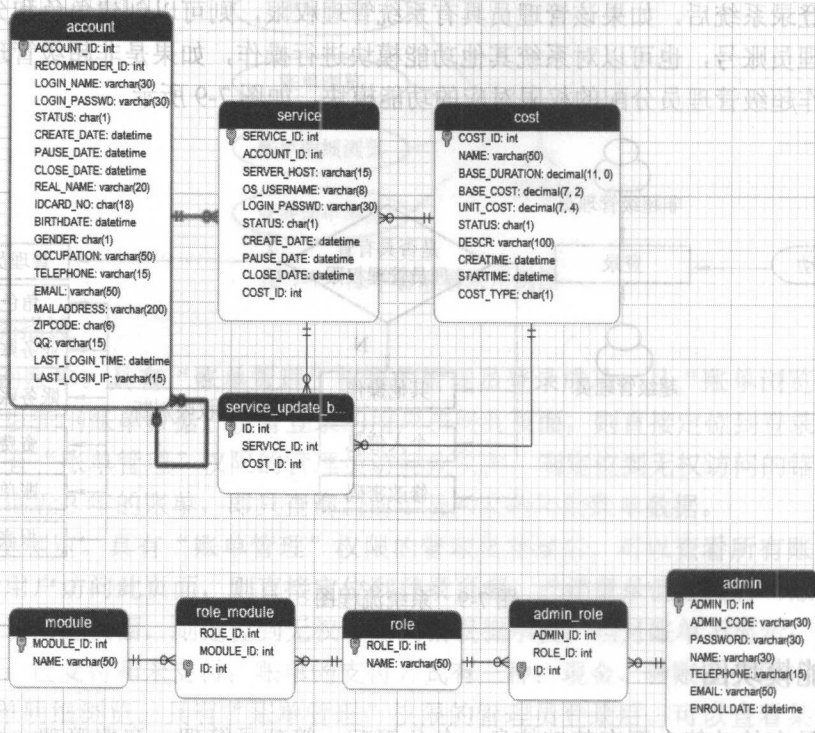 account
ACCOUNT_ID: int
RECOMMENDER_ID: int
LOGIN_NAME: varchar(30)
LOGIN_PASSWD: varchar(30)
STATUS: char(1)
CREATE_DATE: datetime
PAUSE_DATE: datetime
CLOSE_DATE: datetime
REAL_NAME: varchar(20)
IDCARD_NO: char(18)
BIRTHDATE: datetime
GENDER: char(1)
OCCUPATION: varchar(50)
TELEPHONE: varchar(15)
EMAIL: varchar(50)
MAILADDRESS: varchar(200)
ZIPCODE: char(6)
QQ: varchar(15)
LAST_LOGIN_TIME: datetime
LAST_LOGIN_IP: varchar(15)
service
SERVICE_ID: int
ACCOUNT_ID: int
SERVER_HOST: varchar(15)
OS_USERNAME: varchar(8)
LOGIN_PASSWD: varchar(30)
STATUS: char(1)
CREATE_DATE: datetime
PAUSE_DATE: datetime
CLOSE_DATE: datetime
COST_ID: int
cost
COST_ID: int
NAME: varchar(50)
BASE_DURATION: decimal(11, 0)
BASE_COST: decimal(7, 2)
UNIT_COST: decimal(7, 4)
STATUS: char(1)
DESCR: varchar(100)
CREATIME: datetime
STARTIME: datetime
COST_TYPE: char(1)
service_update_b...
ID: int
SERVICE_ID: int
COST_ID: int
module
MODULE_ID: int
NAME: varchar(50)
role_module
ROLE_ID: int
MODULE_ID: int
ID: int
role
ROLE_ID: int
NAME: varchar(50)
admin_role
ADMIN_ID: int
ROLE_ID: int
ID: int
admin
ADMIN_ID: int
ADMIN_CODE: varchar(30)
PASSWORD: varchar(30)
NAME: varchar(30)
TELEPHONE: varchar(15)
EMAIL: varchar(50)
ENROLLDATE: datetime